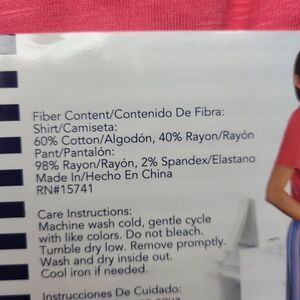 Fiber Content/Contenido De Fibra:
Shirt/Camiseta:
60% Cotton/Algodón, 40% Rayon/Rayón
Pant/Pantalón:
98% Rayon/Rayón, 2% Spandex/Elastano
Made In/Hecho En China
RN#15741
Care Instructions:
Machine wash cold, gentle cycle
with like colors. Do not bleach.
Tumble dry low. Remove promptly.
Wash and dry inside out.
Cool iron if needed.
Instrucciones De Cuidado:
agua